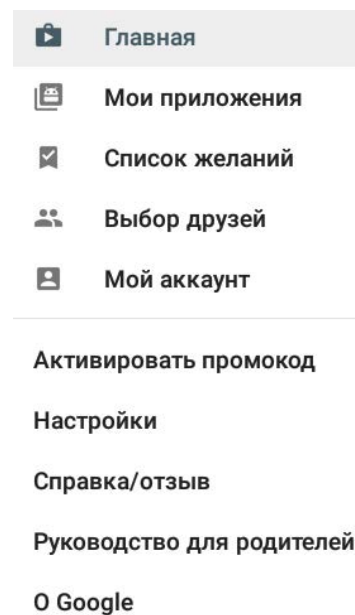 Главная
Мои приложения
Список желаний
Выбор друзей
Мой аккаунт
Активировать промокод
Настройки
Справка/отзыв
Руководство для родителей
О Google